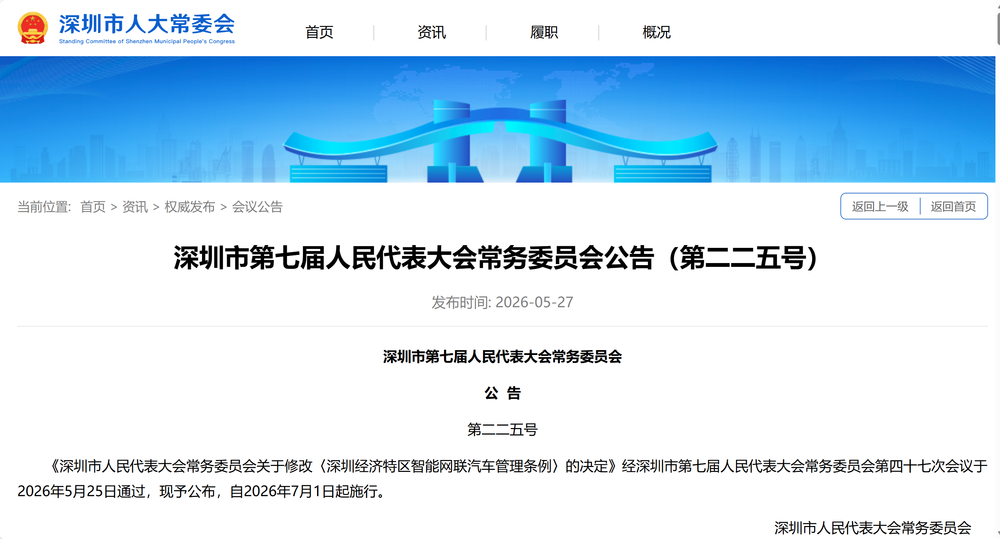 深圳市人大常委会
Standing Committee of Shenzhen Municipal People's Congress
首页 | 资讯 | 履职 | 概况
当前位置: 首页 > 资讯 > 权威发布 > 会议公告
返回上一级 | 返回首页
深圳市第七届人民代表大会常务委员会公告（第二二五号）
发布时间: 2026-05-27
深圳市第七届人民代表大会常务委员会
公 告
第二二五号
《深圳市人民代表大会常务委员会关于修改〈深圳经济特区智能网联汽车管理条例〉的决定》经深圳市第七届人民代表大会常务委员会第四十七次会议于
2026年5月25日通过，现予公布，自2026年7月1日起施行。
深圳市人民代表大会常务委员会